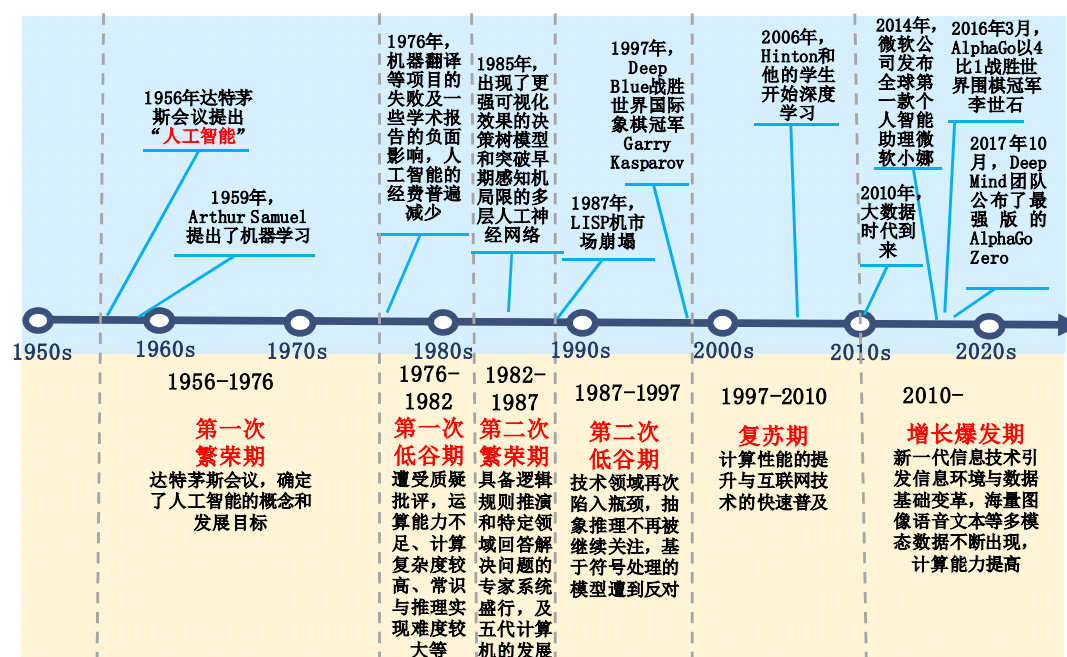 1956年达特茅
斯会议提出
“人工智能”
1959年，
Arthur Samuel
提出了机器学习
1976年，
机器翻译
等项目的
失败及一
些学术报
告的负面
影响，人
工智能的
经费普遍
减少
1985年，
出现了更
强可视化
效果的决
策树模型
和突破早
期感知机
局限的多
层人工神
经网络
1987年，
LISP机市
场崩塌
1997年，
Deep
Blue战胜
世界国际
象棋冠军
Garry
Kasparov
2006年，
Hinton和
他的学生
开始深度
学习
2010年，
大数据
时代到
来
2014年，
微软公
司发布
全球第
一款个
人智能
助理微
软小娜
2016年3月，
AlphaGo以4
比1战胜世
界围棋冠军
李世石
2017年10
月，Deep
Mind团队
公布了最
强版的
AlphaGo
Zero
1950s
1960s
1970s
1980s
1990s
2000s
2010s
2020s
1956-1976
第一次
繁荣期
达特茅斯会议，确定
了人工智能的概念和
发展目标
1976-
1982
第一次
低谷期
遭受质疑
批评，运
算能力不
足、计算
复杂度较
高、常识
与推理实
现难度较
大等
1982-
1987
第二次
繁荣期
具备逻辑
规则推演
和特定领
域回答解
决问题的
专家系统
盛行，及
五代计算
机的发展
1987-1997
第二次
低谷期
技术领域再次
陷入瓶颈，抽
象推理不再被
继续关注，基
于符号处理的
模型遭到反对
1997-2010
复苏期
计算性能的提
升与互联网技
术的快速普及
2010-
增长爆发期
新一代信息技术引
发信息环境与数据
基础变革，海量图
像语音文本等多模
态数据不断出现，
计算能力提高